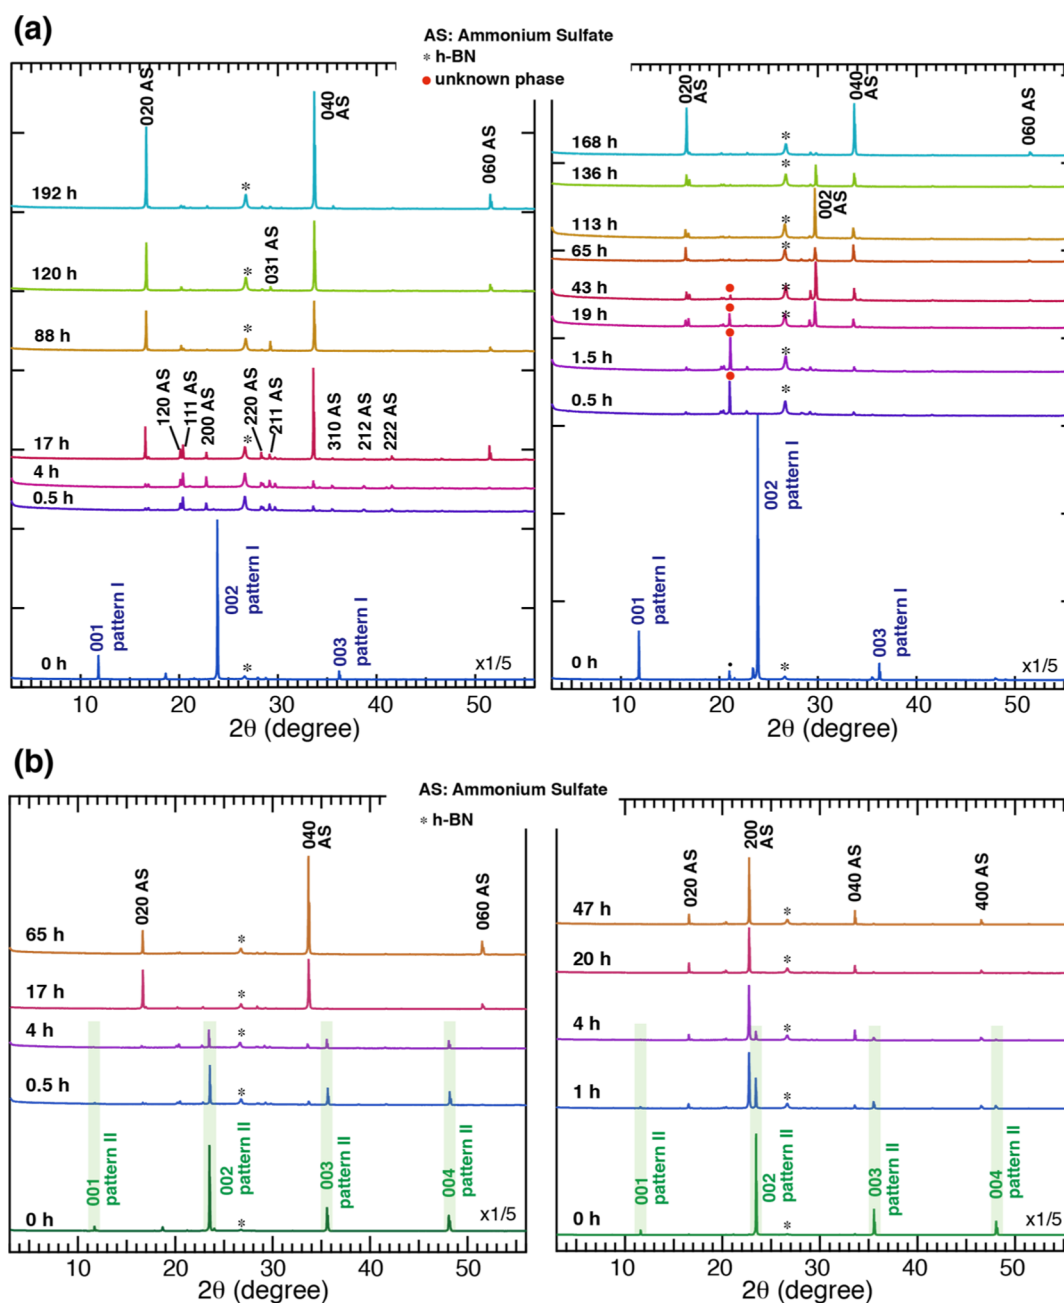 (a)
AS: Ammonium Sulfate
* h-BN
● unknown phase
020 AS
040 AS
060 AS
*
192 h
120 h
*
031 AS
88 h
*
120 AS
111 AS
200 AS
220 AS
211 AS
310 AS
212 AS
222 AS
*
17 h
4 h
0.5 h
001 pattern I
002 pattern I
003 pattern I
0 h
*
x1/5
10 20 30 40 50
2θ (degree)
020 AS
040 AS
060 AS
168 h
*
136 h
*
002 AS
113 h
*
65 h
*
43 h
*
19 h
*
1.5 h
*
0.5 h
*
001 pattern I
002 pattern I
003 pattern I
0 h
*
x1/5
10 20 30 40 50
2θ (degree)
(b)
AS: Ammonium Sulfate
* h-BN
020 AS
040 AS
060 AS
65 h
*
17 h
*
4 h
*
0.5 h
*
001 pattern II
002 pattern II
003 pattern II
004 pattern II
0 h
*
x1/5
10 20 30 40 50
2θ (degree)
020 AS
200 AS
040 AS
400 AS
47 h
*
20 h
*
4 h
*
1 h
*
001 pattern II
002 pattern II
003 pattern II
004 pattern II
0 h
*
x1/5
10 20 30 40 50
2θ (degree)